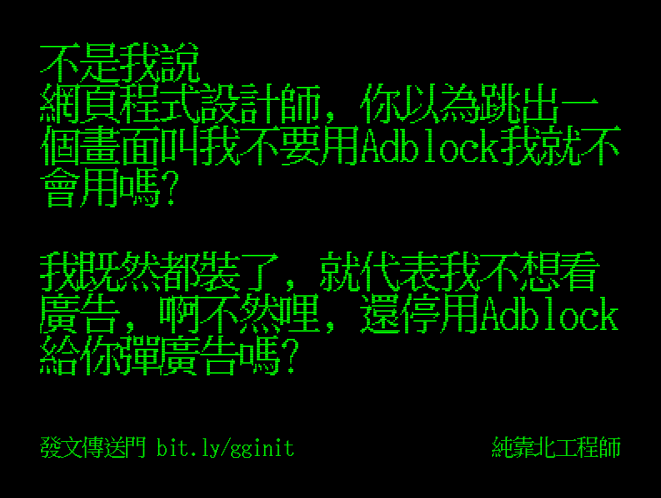 不是我說
網頁程式設計師, 你以為跳出一
個畫面叫我不要用Adblock我就不
會用嗎?
我既然都裝了, 就代表我不想看
廣告, 啊不然哩, 還停用Adblock
給你彈廣告嗎?
發文傳送門 bit.ly/gginit
純靠北工程師